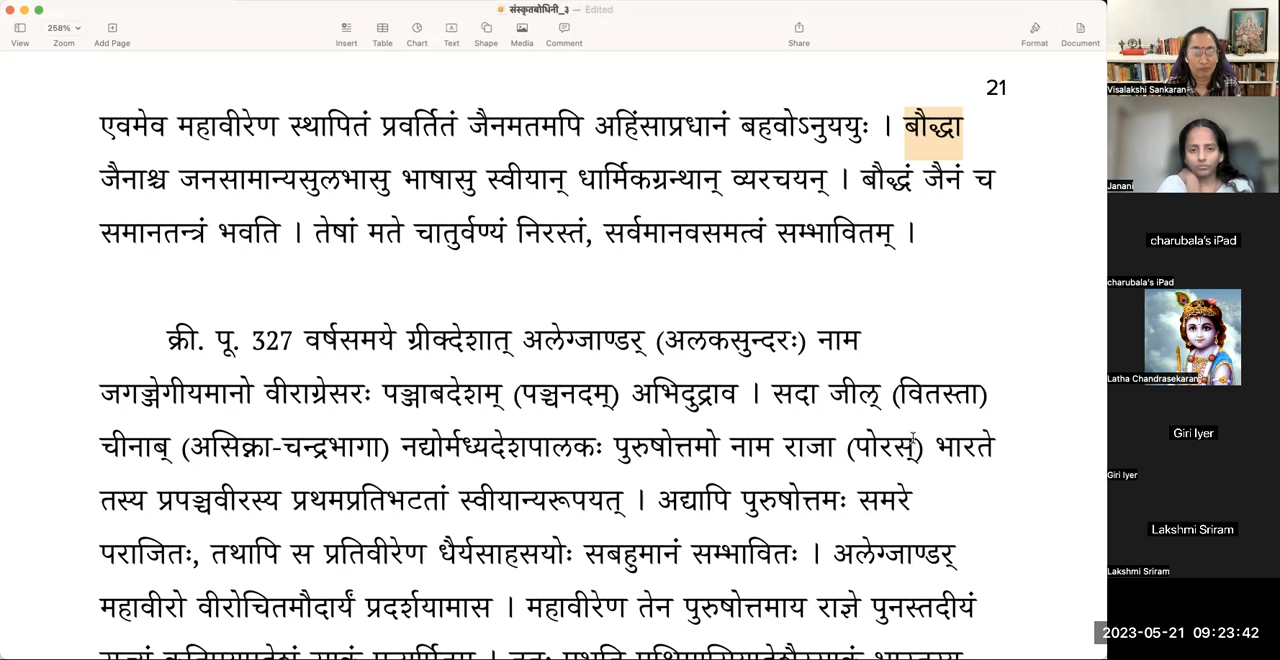 संस्कृतबोधिनी_३ — Edited
258%
View
Zoom
Add Page
Insert
Table
Chart
Text
Shape
Media
Comment
Share
Format
Document
21
एवमेव महावीरेण स्थापितं प्रवर्तितं जैनमतमपि अहिंसाप्रधानं बहवोऽनुययुः । बौद्धा
जैनाश्च जनसामान्यसुलभासु भाषासु स्वीयान् धार्मिकग्रन्थान् व्यरचयन् । बौद्धं जैनं च
समानतन्त्रं भवति । तेषां मते चातुर्वर्ण्यं निरस्तं, सर्वमानवसमत्वं सम्भावितम् ।
क्री. पू. 327 वर्षसमये ग्रीक्देशात् अलेग्जाण्डर् (अलकसुन्दरः) नाम
जगज्जेगीयमानो वीराग्रेसरः पञ्जाबदेशम् (पञ्चनदम्) अभिदुद्राव । सदा जील् (वितस्ता)
चीनाब् (असिक्ना-चन्द्रभागा) नद्योर्मध्यदेशपालकः पुरुषोत्तमो नाम राजा (पोरस्) भारते
तस्य प्रपञ्चवीरस्य प्रथमप्रतिभटतां स्वीयान्यरूपयत् । अद्यापि पुरुषोत्तमः समरे
पराजितः, तथापि स प्रतिवीरेण धैर्यसाहसयोः सबहुमानं सम्भावितः । अलेग्जाण्डर्
महावीरो वीरोचितमौदार्यं प्रदर्शयामास । महावीरेण तेन पुरुषोत्तमाय राज्ञे पुनस्तदीयं
Visalakshi Sankaran
Janani
charubala's iPad
charubala's iPad
Latha Chandrasekaran
Giri Iyer
Giri Iyer
Lakshmi Sriram
Lakshmi Sriram
2023-05-21 09:23:42